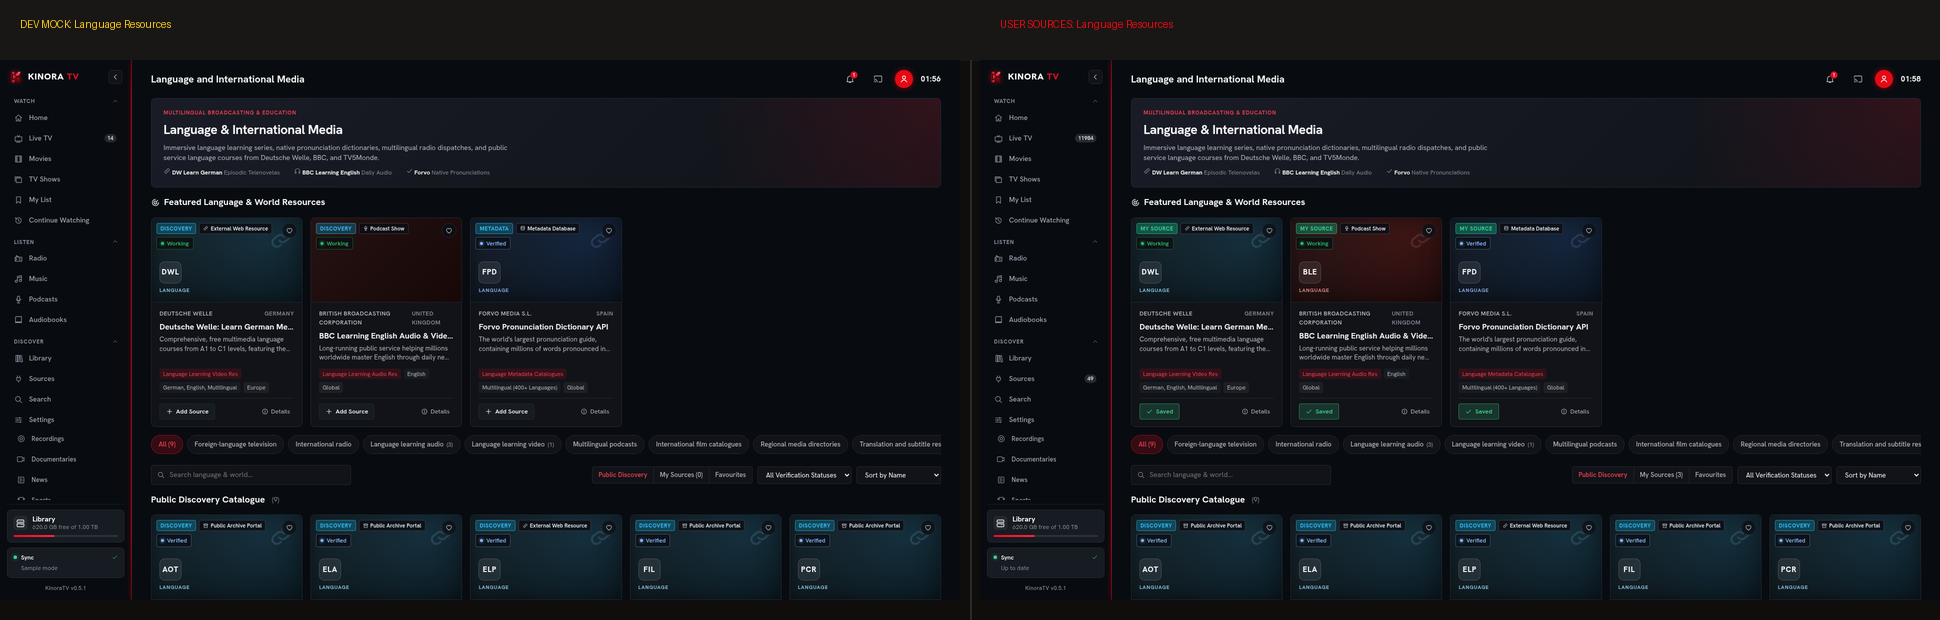 DEV MOCK: Language Resources
KINORA TV
WATCH
Home
Live TV 14
Movies
TV Shows
My List
Continue Watching
LISTEN
Radio
Music
Podcasts
Audiobooks
DISCOVER
Library
Sources
Search
Settings
Recordings
Documentaries
News
Sports
Library
620.0 GB free of 1.00 TB
Sync
Sample mode
KinoraTV v0.5.1
Language and International Media
1
01:56
MULTILINGUAL BROADCASTING & EDUCATION
Language & International Media
Immersive language learning series, native pronunciation dictionaries, multilingual radio dispatches, and public
service language courses from Deutsche Welle, BBC, and TV5Monde.
DW Learn German Episodic Telenovelas BBC Learning English Daily Audio Forvo Native Pronunciations
Featured Language & World Resources
DISCOVERY External Web Resource
Working
DWL
LANGUAGE
DEUTSCHE WELLE GERMANY
Deutsche Welle: Learn German Me...
Comprehensive, free multimedia language
courses from A1 to C1 levels, featuring the...
Language Learning Video Res
German, English, Multilingual Europe
+ Add Source Details
DISCOVERY Podcast Show
Working
BRITISH BROADCASTING CORPORATION UNITED KINGDOM
BBC Learning English Audio & Vide...
Long-running public service helping millions
worldwide master English through daily ne...
Language Learning Audio Res English
Global
+ Add Source Details
METADATA Metadata Database
Verified
FPD
LANGUAGE
FORVO MEDIA S.L. SPAIN
Forvo Pronunciation Dictionary API
The world's largest pronunciation guide,
containing millions of words pronounced in...
Language Metadata Catalogues
Multilingual (400+ Languages) Global
+ Add Source Details
All (9) Foreign-language television International radio Language learning audio (3) Language learning video (1) Multilingual podcasts International film catalogues Regional media directories Translation and subtitle res
Search language & world...
Public Discovery My Sources (0) Favourites All Verification Statuses Sort by Name
Public Discovery Catalogue (9)
DISCOVERY Public Archive Portal
Verified
AOT
LANGUAGE
DISCOVERY Public Archive Portal
Verified
ELA
LANGUAGE
DISCOVERY External Web Resource
Verified
ELP
LANGUAGE
DISCOVERY Public Archive Portal
Verified
FIL
LANGUAGE
DISCOVERY Public Archive Portal
Verified
PCR
LANGUAGE
USER SOURCES: Language Resources
KINORA TV
WATCH
Home
Live TV 11984
Movies
TV Shows
My List
Continue Watching
LISTEN
Radio
Music
Podcasts
Audiobooks
DISCOVER
Library
Sources 49
Search
Settings
Recordings
Documentaries
News
Sports
Library
620.0 GB free of 1.00 TB
Sync
Up to date
KinoraTV v0.5.1
Language and International Media
1
01:58
MULTILINGUAL BROADCASTING & EDUCATION
Language & International Media
Immersive language learning series, native pronunciation dictionaries, multilingual radio dispatches, and public
service language courses from Deutsche Welle, BBC, and TV5Monde.
DW Learn German Episodic Telenovelas BBC Learning English Daily Audio Forvo Native Pronunciations
Featured Language & World Resources
MY SOURCE External Web Resource
Working
DWL
LANGUAGE
DEUTSCHE WELLE GERMANY
Deutsche Welle: Learn German Me...
Comprehensive, free multimedia language
courses from A1 to C1 levels, featuring the...
Language Learning Video Res
German, English, Multilingual Europe
Saved Details
MY SOURCE Podcast Show
Working
BLE
LANGUAGE
BRITISH BROADCASTING CORPORATION UNITED KINGDOM
BBC Learning English Audio & Vide...
Long-running public service helping millions
worldwide master English through daily ne...
Language Learning Audio Res English
Global
Saved Details
MY SOURCE Metadata Database
Verified
FPD
LANGUAGE
FORVO MEDIA S.L. SPAIN
Forvo Pronunciation Dictionary API
The world's largest pronunciation guide,
containing millions of words pronounced in...
Language Metadata Catalogues
Multilingual (400+ Languages) Global
Saved Details
All (9) Foreign-language television International radio Language learning audio (3) Language learning video (1) Multilingual podcasts International film catalogues Regional media directories Translation and subtitle res
Search language & world...
Public Discovery My Sources (3) Favourites All Verification Statuses Sort by Name
Public Discovery Catalogue (9)
DISCOVERY Public Archive Portal
Verified
AOT
LANGUAGE
DISCOVERY Public Archive Portal
Verified
ELA
LANGUAGE
DISCOVERY External Web Resource
Verified
ELP
LANGUAGE
DISCOVERY Public Archive Portal
Verified
FIL
LANGUAGE
DISCOVERY Public Archive Portal
Verified
PCR
LANGUAGE